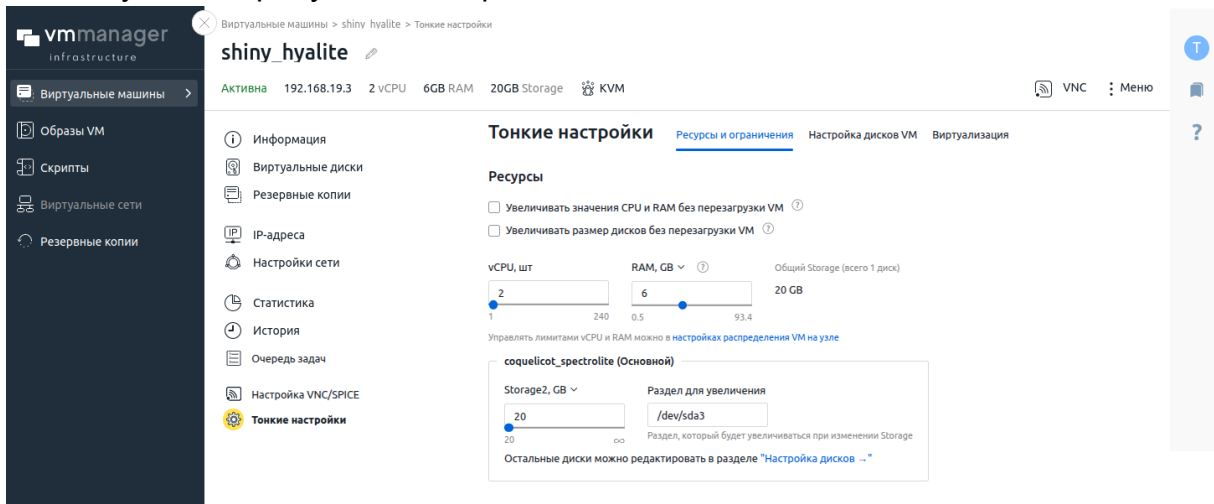 vmmanager
infrastructure
Виртуальные машины
Образы VM
Скрипты
Виртуальные сети
Резервные копии
Виртуальные машины > shiny_hyalite > Тонкие настройки
shiny_hyalite
Активна 192.168.19.3 2 vCPU 6GB RAM 20GB Storage KVM
VNC Меню
T
?
Информация
Виртуальные диски
Резервные копии
IP-адреса
Настройки сети
Статистика
История
Очередь задач
Настройка VNC/SPICE
Тонкие настройки
Тонкие настройки Ресурсы и ограничения Настройка дисков VM Виртуализация
Ресурсы
Увеличивать значения CPU и RAM без перезагрузки VM ?
Увеличивать размер дисков без перезагрузки VM ?
vCPU, шт RAM, GB ? Общий Storage (всего 1 диск)
2 6 20 GB
1 240 0.5 93.4
Управлять лимитами vCPU и RAM можно в настройках распределения VM на узле
coquelicot_spectrolite (Основной)
Storage2, GB Раздел для увеличения
20 /dev/sda3
20 ∞ Раздел, который будет увеличиваться при изменении Storage
Остальные диски можно редактировать в разделе "Настройка дисков →"